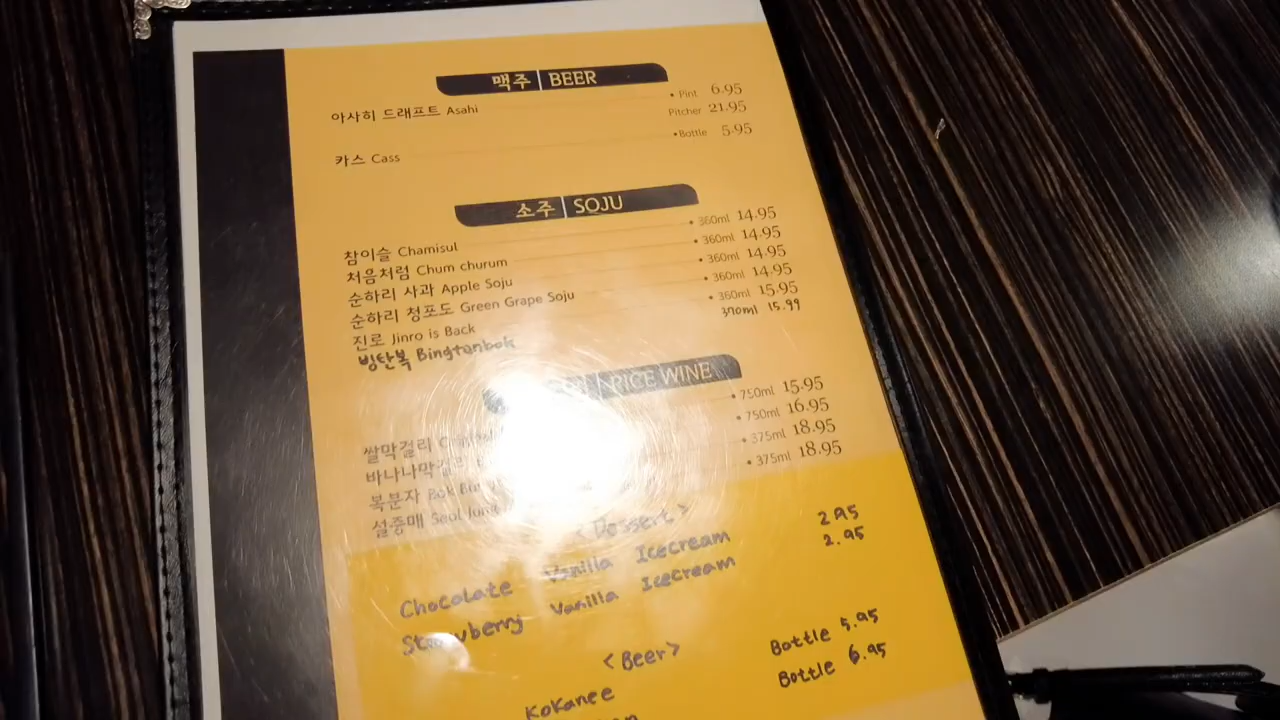 맥주 | BEER
아사히 드래프트 Asahi • Pint 6.95
Pitcher 21.95
카스 Cass •Bottle 5.95
소주 | SOJU
참이슬 Chamisul • 360ml 14.95
처음처럼 Chum churum • 360ml 14.95
순하리 사과 Apple Soju • 360ml 14.95
순하리 청포도 Green Grape Soju • 360ml 14.95
진로 Jinro is Back • 360ml 15.95
빙탄복 Bingtanbok 370ml 15.99
| RICE WINE
쌀막걸리 • 750ml 15.95
바나나막걸리 • 750ml 16.95
복분자 Bok • 375ml 18.95
설중매 Seol Jung • 375ml 18.95
<Dessert>
Chocolate Vanilla Icecream 2.95
Strawberry Vanilla Icecream 2.95
<Beer>
Kokanee Bottle 5.95
Bottle 6.95